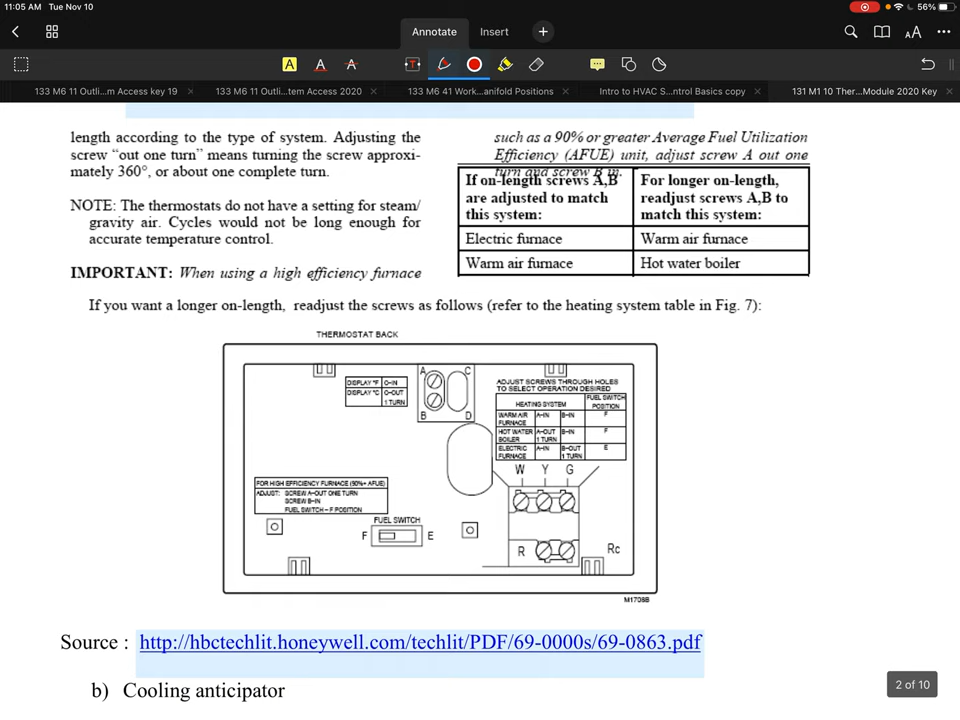 11:05 AM Tue Nov 10
56%
Annotate
Insert
AA
A A A T
133 M6 11 Outli...m Access key 19
133 M6 11 Outli...tem Access 2020
133 M6 41 Work...anifold Positions
Intro to HVAC S...ntrol Basics copy
131 M1 10 Ther...Module 2020 Key
length according to the type of system. Adjusting the
screw “out one turn” means turning the screw approxi-
mately 360°, or about one complete turn.
NOTE: The thermostats do not have a setting for steam/
gravity air. Cycles would not be long enough for
accurate temperature control.
IMPORTANT: When using a high efficiency furnace
such as a 90% or greater Average Fuel Utilization
Efficiency (AFUE) unit, adjust screw A out one
turn and screw B in.
If on-length screws A,B
are adjusted to match
this system:
For longer on-length,
readjust screws A,B to
match this system:
Electric furnace
Warm air furnace
Warm air furnace
Hot water boiler
If you want a longer on-length, readjust the screws as follows (refer to the heating system table in Fig. 7):
THERMOSTAT BACK
DISPLAY °F C-IN
DISPLAY °C C-OUT
1 TURN
A C
B D
ADJUST SCREWS THROUGH HOLES
TO SELECT OPERATION DESIRED
HEATING SYSTEM
FUEL SWITCH
POSITION
WARM AIR
FURNACE
A-IN B-IN F
HOT WATER
BOILER
A-OUT
1 TURN
B-IN F
ELECTRIC
FURNACE
A-IN
B-OUT
1 TURN
E
W Y G
FOR HIGH EFFICIENCY FURNACE (90%+ AFUE)
ADJUST: SCREW A-OUT ONE TURN
SCREW B-IN
FUEL SWITCH – F POSITION
FUEL SWITCH
F E
R Rc
M1708B
Source : http://hbctechlit.honeywell.com/techlit/PDF/69-0000s/69-0863.pdf
2 of 10
b) Cooling anticipator